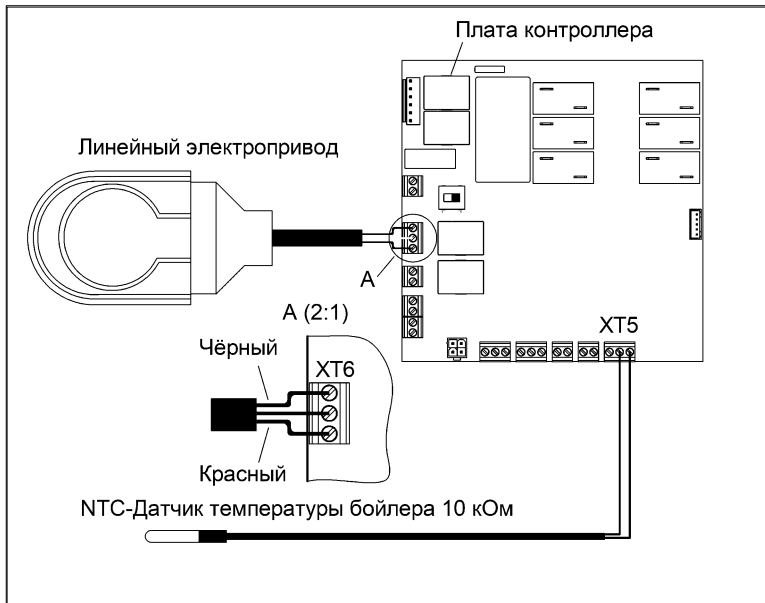 Плата контроллера
Линейный электропривод
А
А (2:1)
XT5
Чёрный
XT6
Красный
NTC-Датчик температуры бойлера 10 кОм